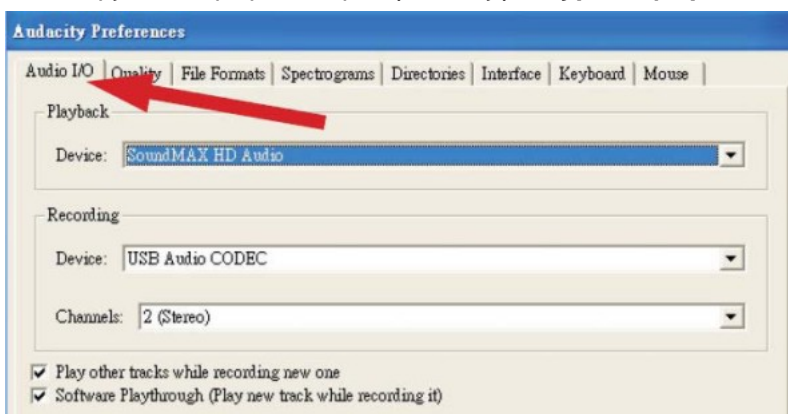 Audacity Preferences
Audio I/O Quality File Formats Spectrograms Directories Interface Keyboard Mouse
Playback
Device: SoundMAX HD Audio
Recording
Device: USB Audio CODEC
Channels: 2 (Stereo)
Play other tracks while recording new one
Software Playthrough (Play new track while recording it)